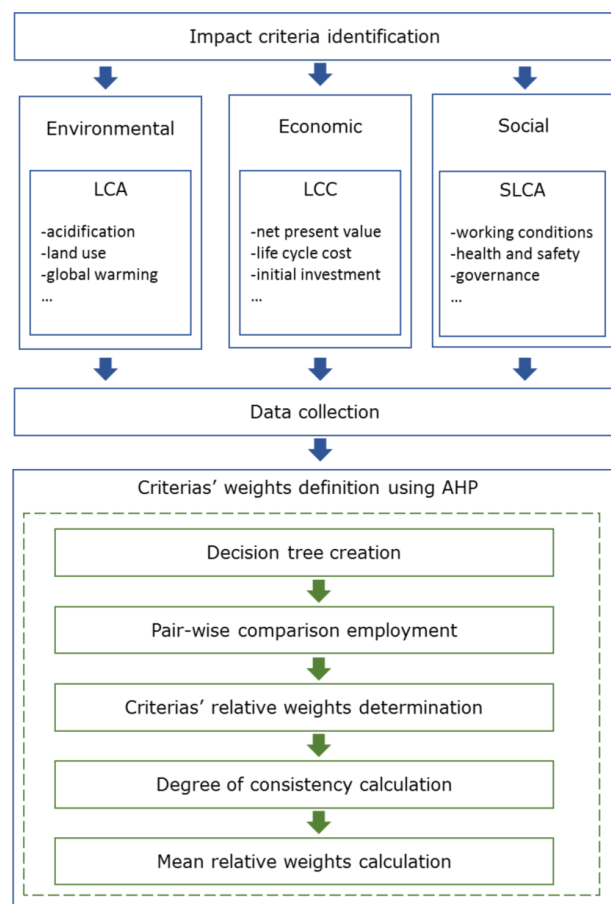 Impact criteria identification
Environmental
LCA
-acidification
-land use
-global warming
...
Economic
LCC
-net present value
-life cycle cost
-initial investment
...
Social
SLCA
-working conditions
-health and safety
-governance
...
Data collection
Criterias’ weights definition using AHP
Decision tree creation
Pair-wise comparison employment
Criterias’ relative weights determination
Degree of consistency calculation
Mean relative weights calculation